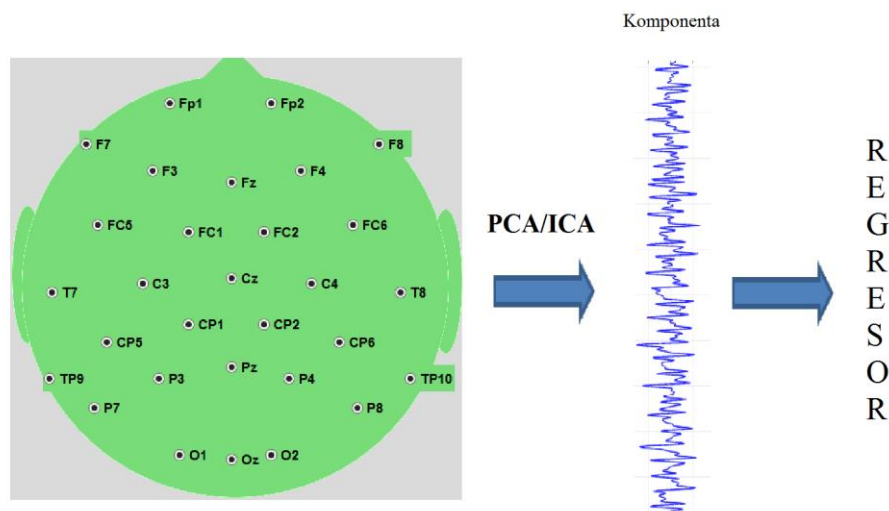 Komponenta
Fp1 Fp2
F7 F8
F3 Fz F4
FC5 FC1 FC2 FC6
T7 C3 Cz C4 T8
CP5 CP1 CP2 CP6
TP9 P3 Pz P4 TP10
P7 P8
O1 Oz O2
PCA/ICA
R
E
G
R
E
S
O
R